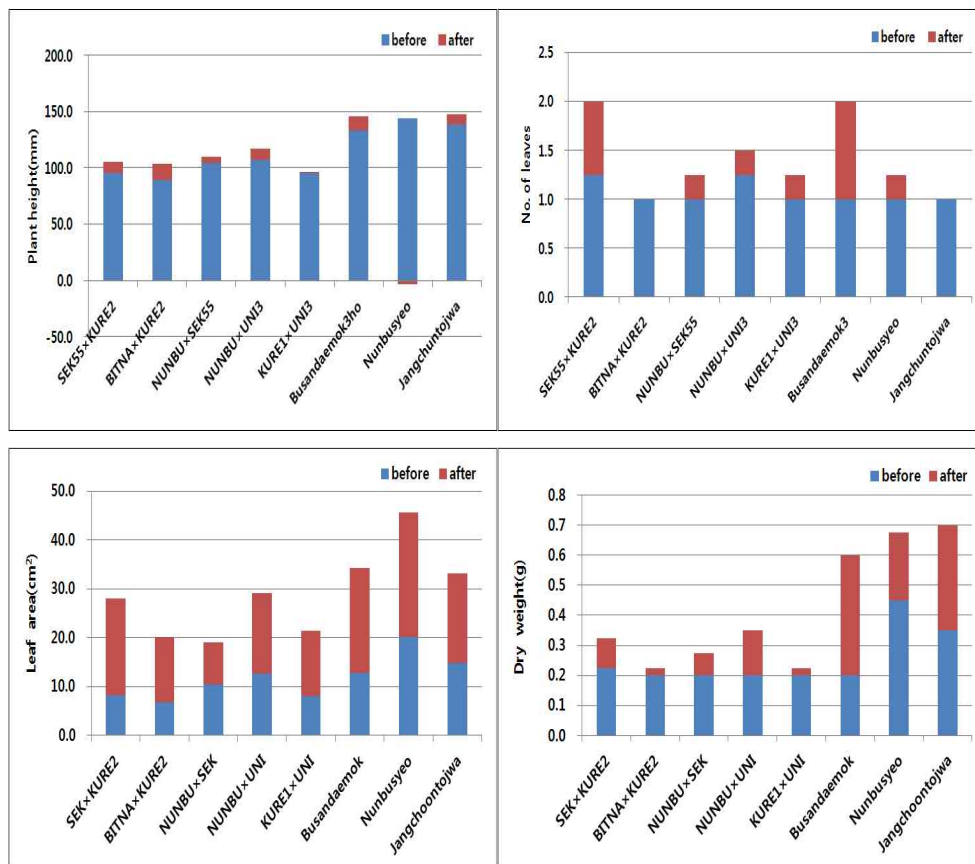 before after
Plant height(mm)
200.0
150.0
100.0
50.0
0.0
-50.0
SEK55×KURE2
BITNA×KURE2
NUNBU×SEK55
NUNBU×UNI3
KURE1×UNI3
Busandaemok3ho
Nunbusyeo
Jangchuntojwa
before after
No. of leaves
2.5
2.0
1.5
1.0
0.5
0.0
SEK55×KURE2
BITNA×KURE2
NUNBU×SEK55
NUNBU×UNI3
KURE1×UNI3
Busandaemok3
Nunbusyeo
Jangchuntojwa
before after
Leaf area(cm²)
50.0
40.0
30.0
20.0
10.0
0.0
SEK×KURE2
BITNA×KURE2
NUNBU×SEK
NUNBU×UNI
KURE1×UNI
Busandaemok
Nunbusyeo
Jangchoontojwa
before after
Dry weight(g)
0.8
0.7
0.6
0.5
0.4
0.3
0.2
0.1
0.0
SEK×KURE2
BITNA×KURE2
NUNBU×SEK
NUNBU×UNI
KURE1×UNI
Busandaemok
Nunbusyeo
Jangchoontojwa